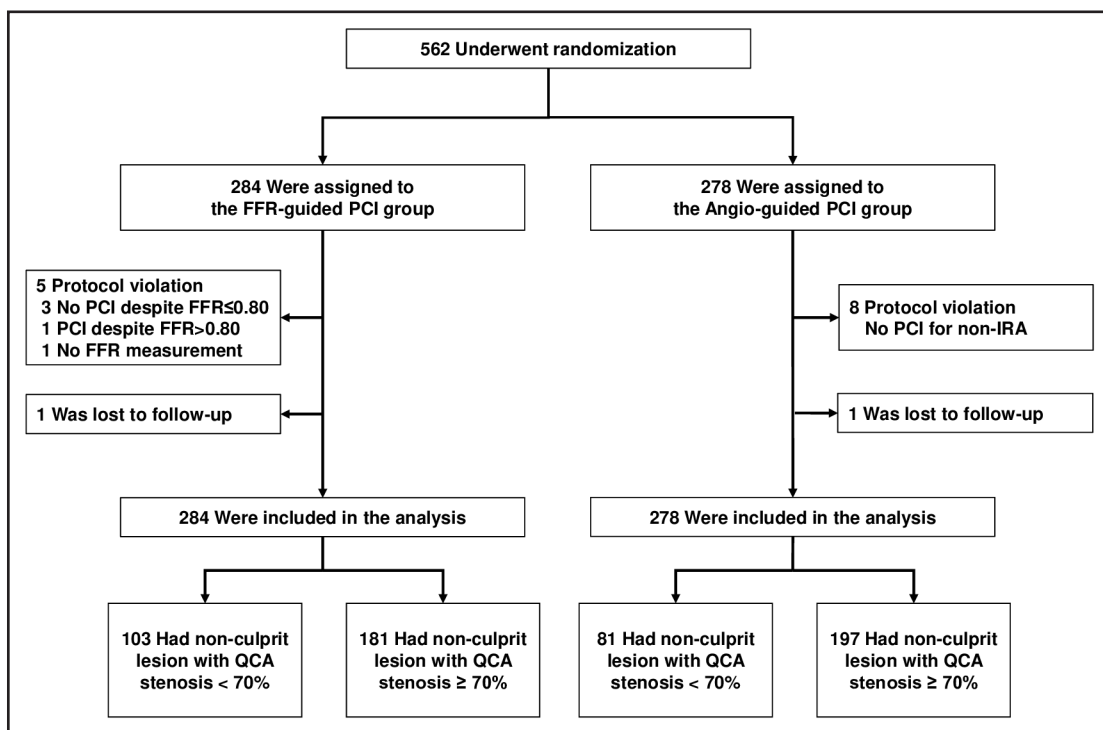 562 Underwent randomization
284 Were assigned to
the FFR-guided PCI group
278 Were assigned to
the Angio-guided PCI group
5 Protocol violation
3 No PCI despite FFR≤0.80
1 PCI despite FFR>0.80
1 No FFR measurement
8 Protocol violation
No PCI for non-IRA
1 Was lost to follow-up
1 Was lost to follow-up
284 Were included in the analysis
278 Were included in the analysis
103 Had non-culprit
lesion with QCA
stenosis < 70%
181 Had non-culprit
lesion with QCA
stenosis ≥ 70%
81 Had non-culprit
lesion with QCA
stenosis < 70%
197 Had non-culprit
lesion with QCA
stenosis ≥ 70%